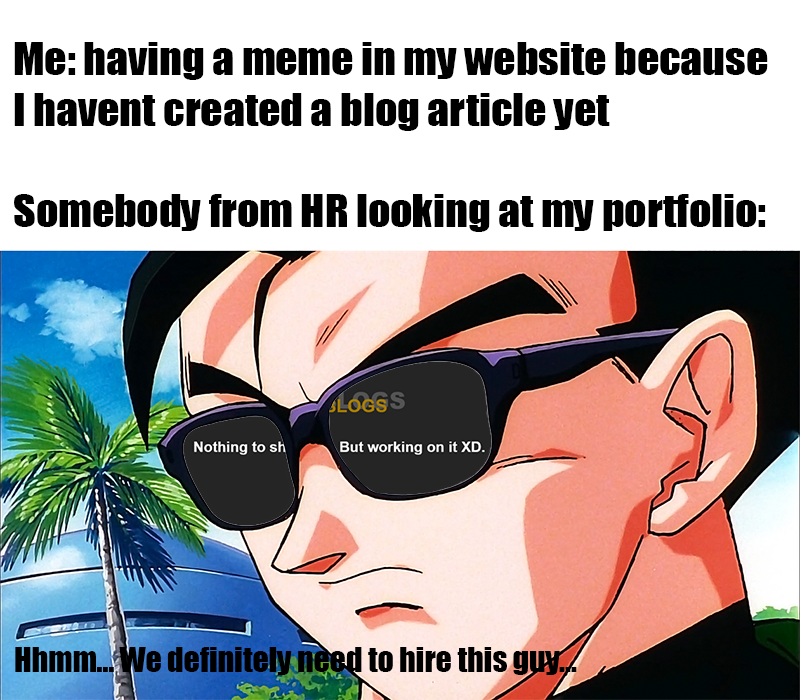 Me: having a meme in my website because
I havent created a blog article yet
Somebody from HR looking at my portfolio:
LOGS
BLOGS
Nothing to sh
But working on it XD.
Hhmm... We definitely need to hire this guy...